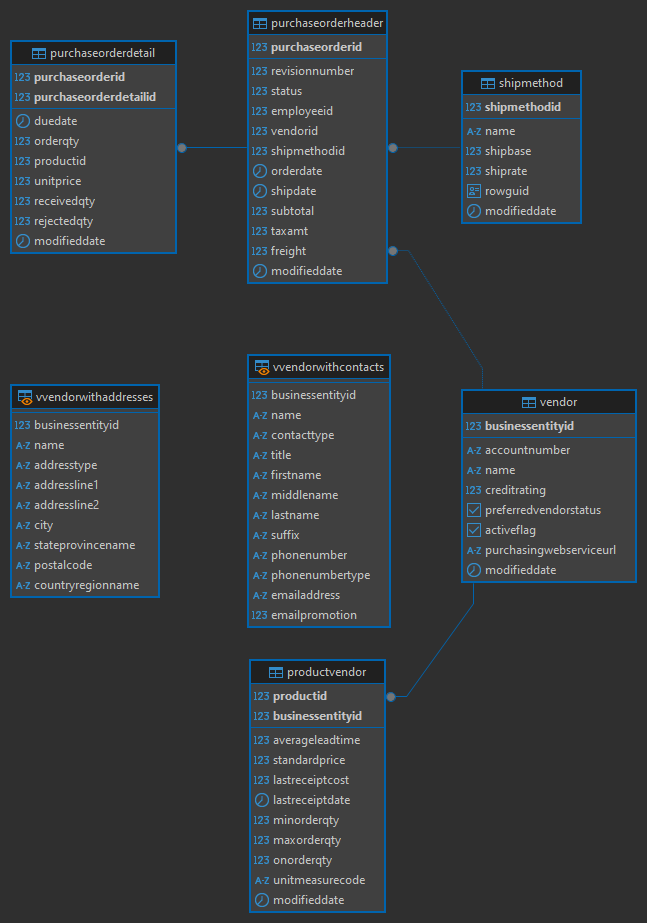 purchaseorderdetail
123 purchaseorderid
123 purchaseorderdetailid
duedate
123 orderqty
123 productid
123 unitprice
123 receivedqty
123 rejectedqty
modifieddate
purchaseorderheader
123 purchaseorderid
123 revisionnumber
123 status
123 employeeid
123 vendorid
123 shipmethodid
orderdate
shipdate
123 subtotal
123 taxamt
123 freight
modifieddate
shipmethod
123 shipmethodid
A-Z name
123 shipbase
123 shiprate
rowguid
modifieddate
vvendorwithaddresses
123 businessentityid
A-Z name
A-Z addresstype
A-Z addressline1
A-Z addressline2
A-Z city
A-Z stateprovincename
A-Z postalcode
A-Z countryregionname
vvendorwithcontacts
123 businessentityid
A-Z name
A-Z contacttype
A-Z title
A-Z firstname
A-Z middlename
A-Z lastname
A-Z suffix
A-Z phonenumber
A-Z phonenumbertype
A-Z emailaddress
123 emailpromotion
vendor
123 businessentityid
A-Z accountnumber
A-Z name
123 creditrating
preferredvendorstatus
activeflag
A-Z purchasingwebserviceurl
modifieddate
productvendor
123 productid
123 businessentityid
123 averageleadtime
123 standardprice
123 lastreceiptcost
lastreceiptdate
123 minorderqty
123 maxorderqty
123 onorderqty
A-Z unitmeasurecode
modifieddate